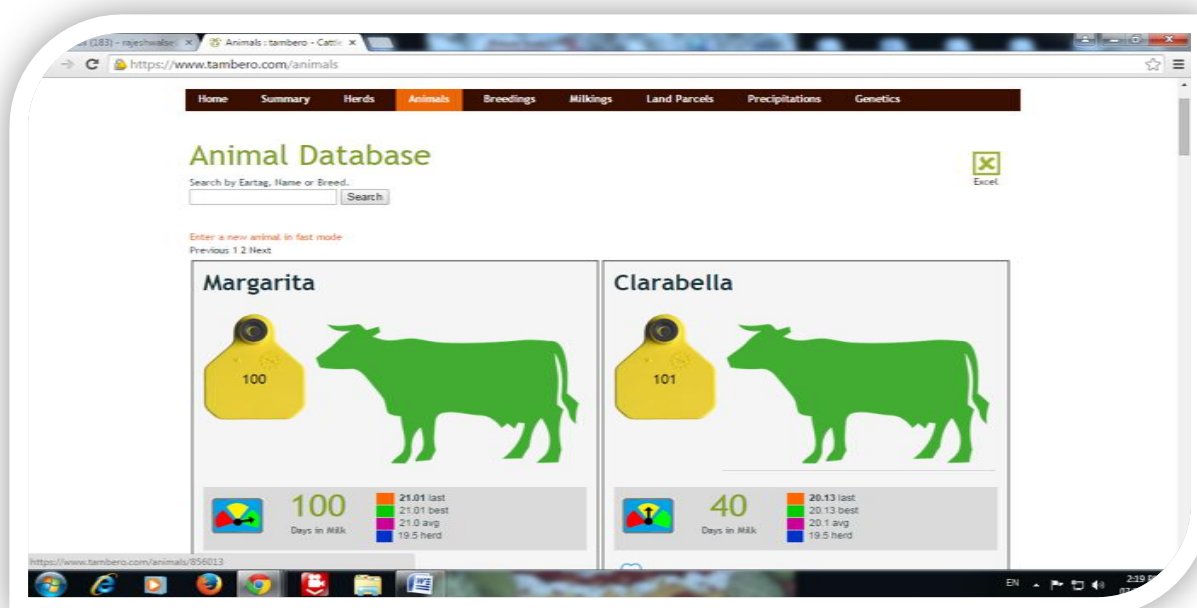 (183) - rajeshwalse
Animals : tambero - Cattle
https://www.tambero.com/animals
Home Summary Herds Animals Breedings Milkings Land Parcels Precipitations Genetics
Animal Database
Excel
Search by Eartag, Name or Breed.
Search
Enter a new animal in fast mode
Previous 1 2 Next
Margarita
100
100
Days in Milk
21.01 last
21.01 best
21.0 avg
19.5 herd
Clarabella
101
40
Days in Milk
20.13 last
20.13 best
20.1 avg
19.5 herd
https://www.tambero.com/animals/856013
EN
2:19